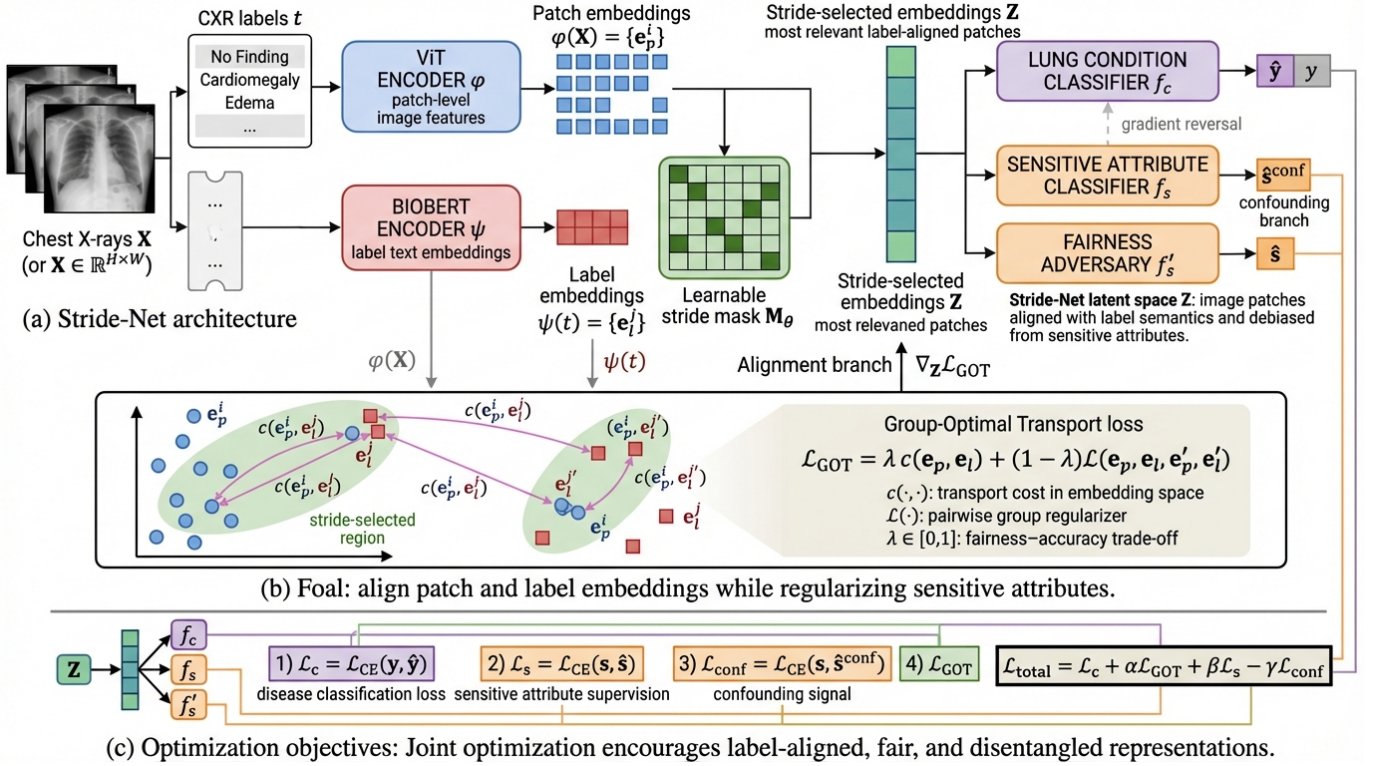 CXR labels t
No Finding
Cardiomegaly
Edema
...
...
...
Chest X-rays X
(or X ∈ ℝ^{H×W})
(a) Stride-Net architecture
ViT
ENCODER φ
patch-level
image features
BIOBERT
ENCODER ψ
label text embeddings
Patch embeddings
φ(X) = {e_p^i}
Label
embeddings
ψ(t) = {e_l^j}
Learnable
stride mask M_θ
Stride-selected embeddings Z
most relevant label-aligned patches
Stride-selected
embeddings Z
most relevaned patches
LUNG CONDITION
CLASSIFIER f_c
ŷ y
gradient reversal
SENSITIVE ATTRIBUTE
CLASSIFIER f_s
ŝ^conf
confounding
branch
FAIRNESS
ADVERSARY f'_s
ŝ
Stride-Net latent space Z: image patches
aligned with label semantics and debiased
from sensitive attributes.
φ(X)
ψ(t)
Alignment branch
∇_Z ℒ_GOT
e_p^i
c(e_p^i, e_l^j)
e_l^j
c(e_p^i, e_l^j)
stride-selected
region
c(e_p^i, e_l^j)
c(e_p^i, e_l^j)
(e_p^i, e_l^{j'})
c(e_p^i, e_l^{j'})
e_l^{j'}
e_p^i
e_l^j
Group-Optimal Transport loss
ℒ_GOT = λ c(e_p, e_l) + (1 − λ)ℒ(e_p, e_l, e'_p, e'_l)
c(·,·): transport cost in embedding space
ℒ(·): pairwise group regularizer
λ ∈ [0,1]: fairness–accuracy trade-off
(b) Foal: align patch and label embeddings while regularizing sensitive attributes.
Z
f_c
f_s
f'_s
1) ℒ_c = ℒ_CE(y, ŷ)
disease classification loss
2) ℒ_s = ℒ_CE(s, ŝ)
sensitive attribute supervision
3) ℒ_conf = ℒ_CE(s, ŝ^conf)
confounding signal
4) ℒ_GOT
ℒ_total = ℒ_c + αℒ_GOT + βℒ_s − γℒ_conf
(c) Optimization objectives: Joint optimization encourages label-aligned, fair, and disentangled representations.